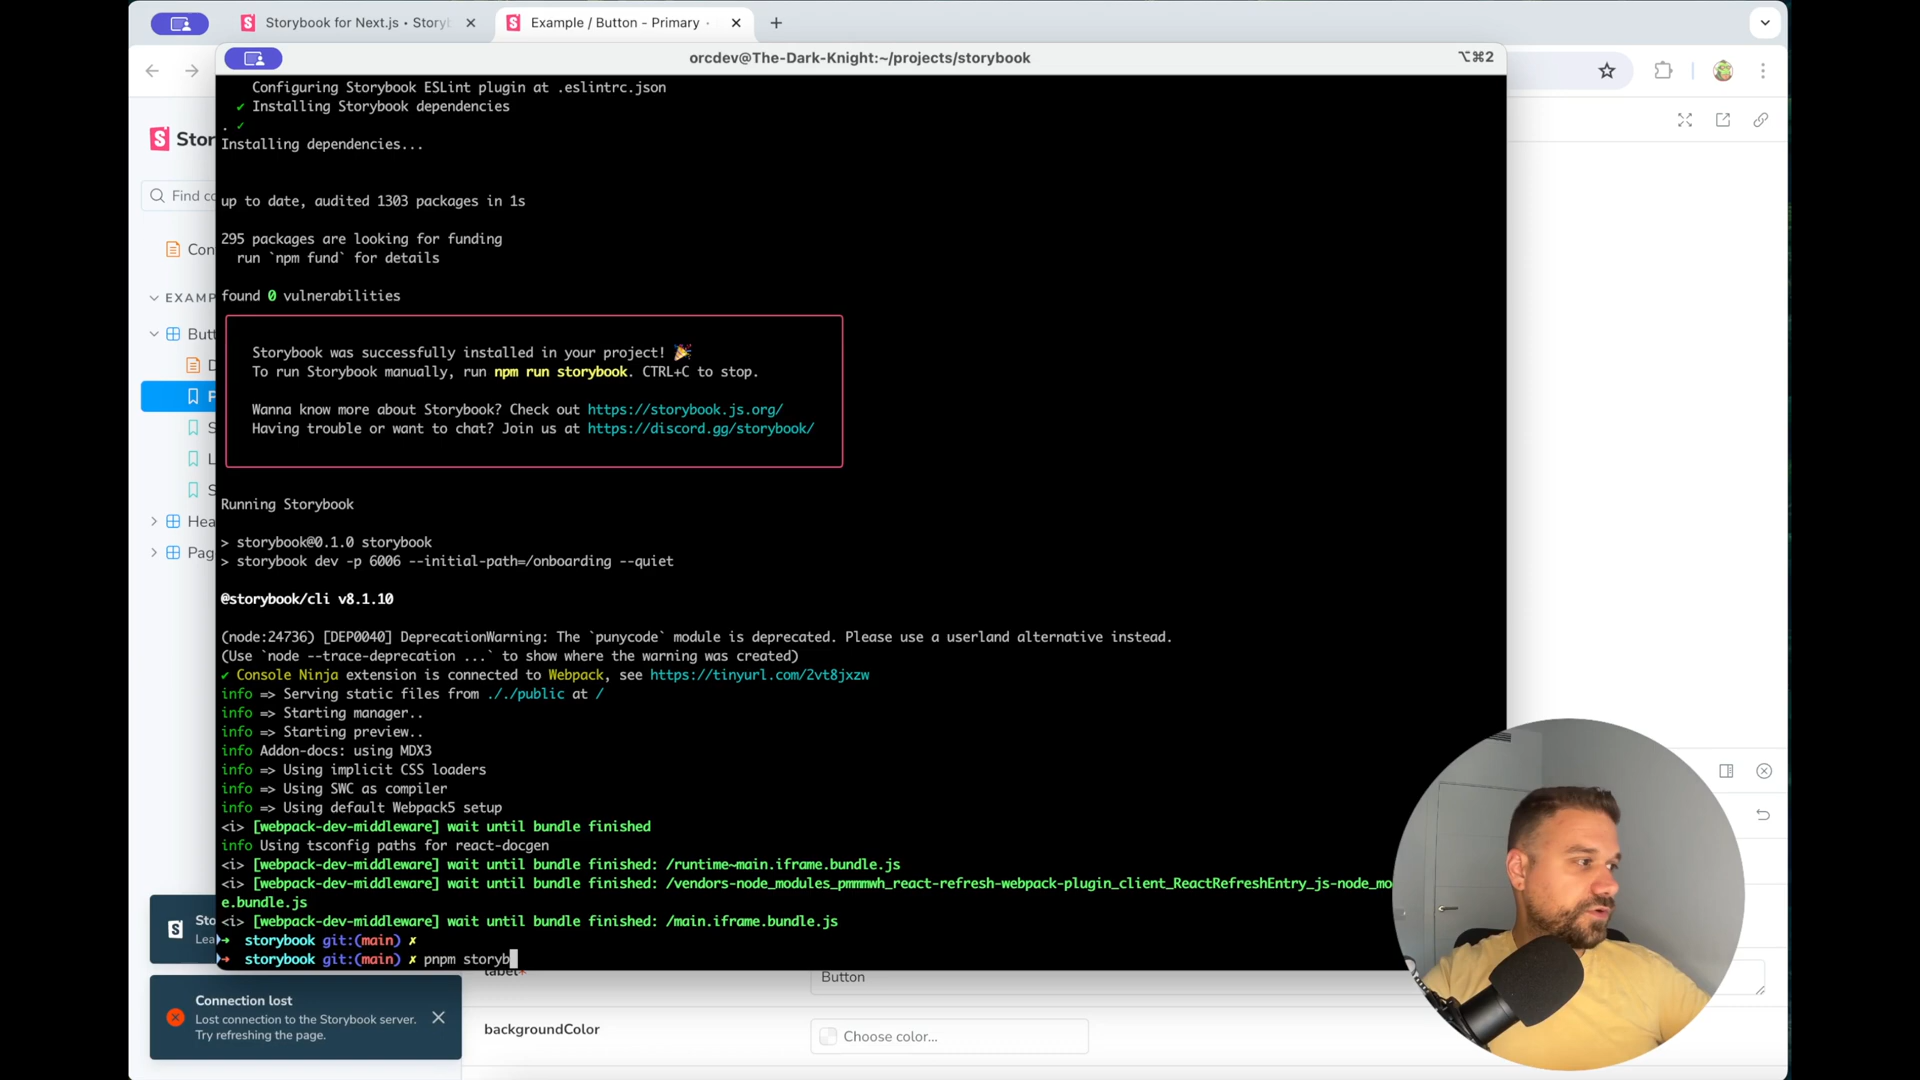 Storybook for Next.js • Story
Example / Button - Primary
orcdev@The-Dark-Knight:~/projects/storybook
⌥⌘2
Configuring Storybook ESLint plugin at .eslintrc.json
✔ Installing Storybook dependencies
. ✔
Installing dependencies...
up to date, audited 1303 packages in 1s
295 packages are looking for funding
run `npm fund` for details
found 0 vulnerabilities
Storybook was successfully installed in your project! 🎉
To run Storybook manually, run npm run storybook. CTRL+C to stop.
Wanna know more about Storybook? Check out https://storybook.js.org/
Having trouble or want to chat? Join us at https://discord.gg/storybook/
Running Storybook
> storybook@0.1.0 storybook
> storybook dev -p 6006 --initial-path=/onboarding --quiet
@storybook/cli v8.1.10
(node:24736) [DEP0040] DeprecationWarning: The `punycode` module is deprecated. Please use a userland alternative instead.
(Use `node --trace-deprecation ...` to show where the warning was created)
✔ Console Ninja extension is connected to Webpack, see https://tinyurl.com/2vt8jxzw
info => Serving static files from ././public at /
info => Starting manager..
info => Starting preview..
info Addon-docs: using MDX3
info => Using implicit CSS loaders
info => Using SWC as compiler
info => Using default Webpack5 setup
<i> [webpack-dev-middleware] wait until bundle finished
info Using tsconfig paths for react-docgen
<i> [webpack-dev-middleware] wait until bundle finished: /runtime~main.iframe.bundle.js
<i> [webpack-dev-middleware] wait until bundle finished: /vendors-node_modules_pmmmwh_react-refresh-webpack-plugin_client_ReactRefreshEntry_js-node_mo
e.bundle.js
<i> [webpack-dev-middleware] wait until bundle finished: /main.iframe.bundle.js
➜ storybook git:(main) ✗
➜ storybook git:(main) ✗ pnpm storyb
Stor
Find co
Con
EXAMP
Butt
D
P
S
L
S
Hea
Pag
Sto
Lea
Connection lost
Lost connection to the Storybook server.
Try refreshing the page.
label*
Button
backgroundColor
Choose color...